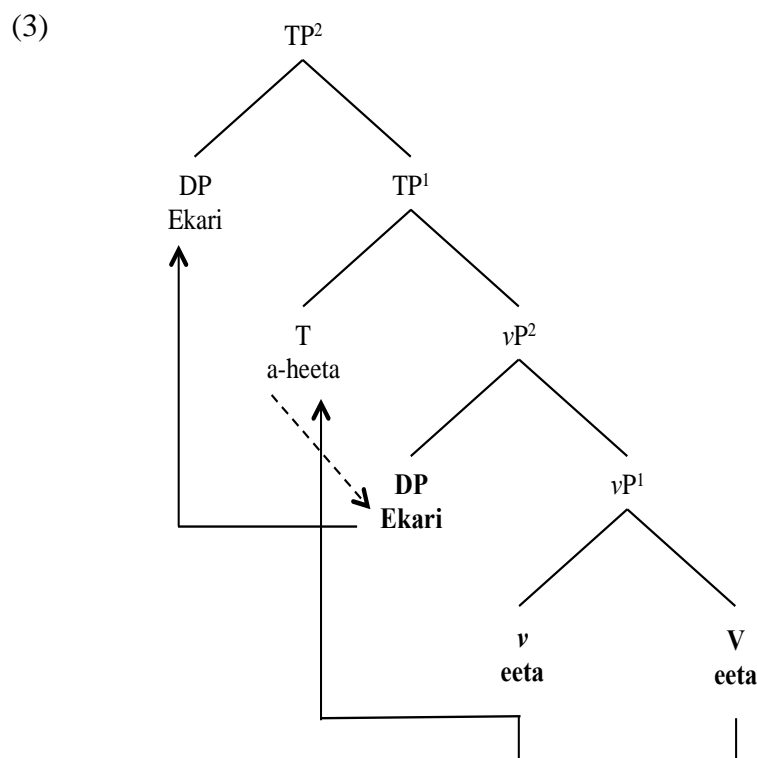 (3)
TP²
DP TP¹
Ekari
T vP²
a-heeta
DP vP¹
Ekari
v V
eeta eeta